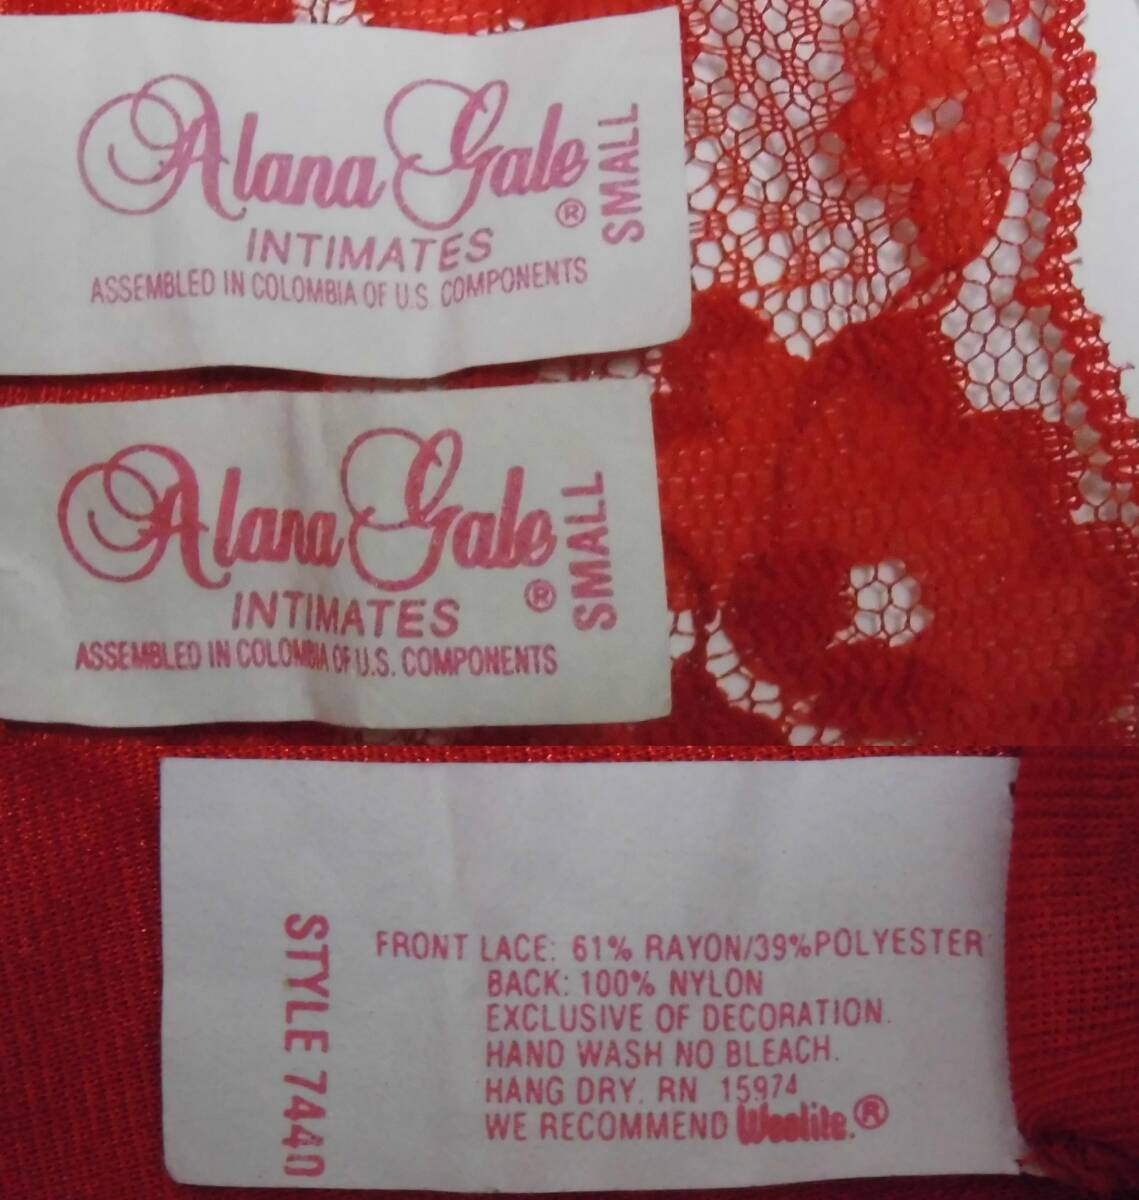 Alana Gale ®
INTIMATES
ASSEMBLED IN COLOMBIA OF U.S. COMPONENTS
SMALL
Alana Gale ®
INTIMATES
ASSEMBLED IN COLOMBIA OF U.S. COMPONENTS
SMALL
STYLE 7440
FRONT LACE: 61% RAYON/39%POLYESTER
BACK: 100% NYLON
EXCLUSIVE OF DECORATION.
HAND WASH NO BLEACH.
HANG DRY. RN 15974
WE RECOMMEND Woolite.®